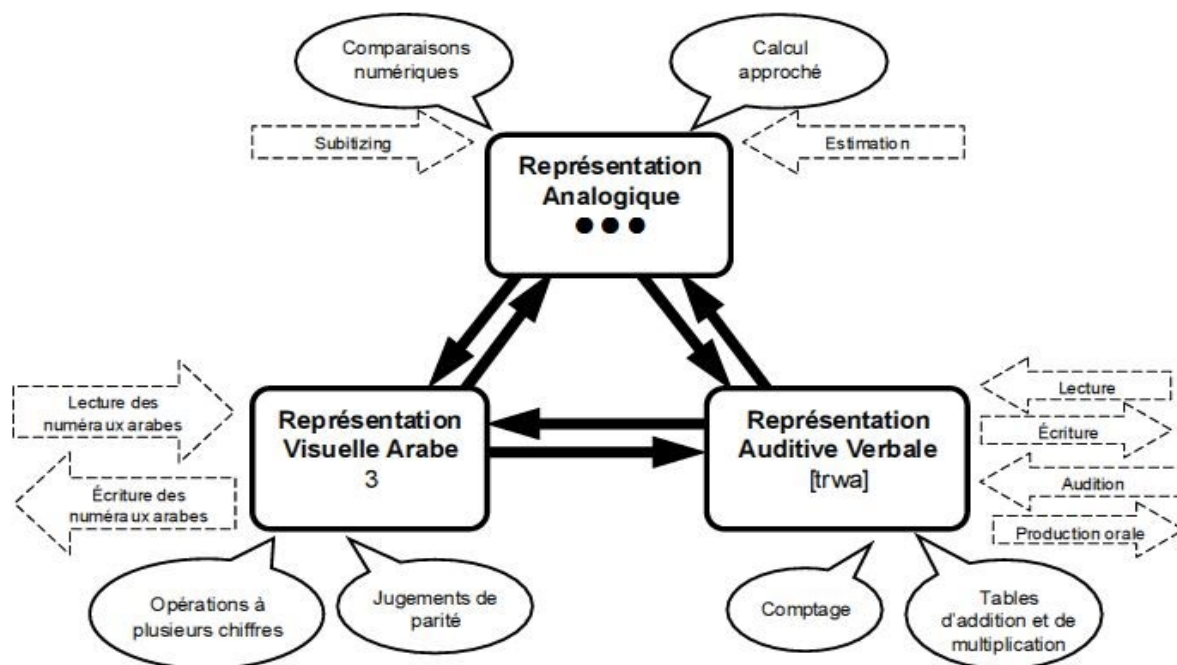 Comparaisons
numériques
Calcul
approché
Subitizing
Estimation
Représentation
Analogique
Lecture des
numéraux arabes
Écriture des
numéraux arabes
Représentation
Visuelle Arabe
3
Représentation
Auditive Verbale
[trwa]
Lecture
Écriture
Audition
Production orale
Opérations à
plusieurs chiffres
Jugements de
parité
Comptage
Tables
d'addition et de
multiplication